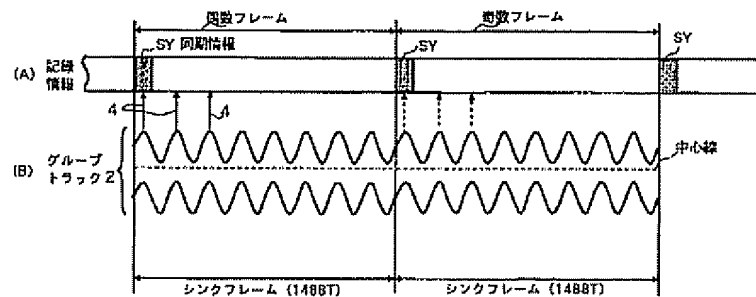 偶数フレーム
奇数フレーム
(A) 記録情報
SY 同期情報
SY
SY
4
4
(B) グルーブトラック2
中心線
シンクフレーム (1488T)
シンクフレーム (1488T)